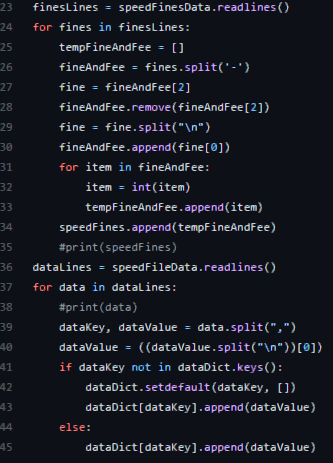 23 finesLines = speedFinesData.readlines()
24 for fines in finesLines:
25     tempFineAndFee = []
26     fineAndFee = fines.split('-')
27     fine = fineAndFee[2]
28     fineAndFee.remove(fineAndFee[2])
29     fine = fine.split("\n")
30     fineAndFee.append(fine[0])
31     for item in fineAndFee:
32         item = int(item)
33         tempFineAndFee.append(item)
34     speedFines.append(tempFineAndFee)
35     #print(speedFines)
36 dataLines = speedFileData.readlines()
37 for data in dataLines:
38     #print(data)
39     dataKey, dataValue = data.split(",")
40     dataValue = ((dataValue.split("\n"))[0])
41     if dataKey not in dataDict.keys():
42         dataDict.setdefault(dataKey, [])
43         dataDict[dataKey].append(dataValue)
44     else:
45         dataDict[dataKey].append(dataValue)